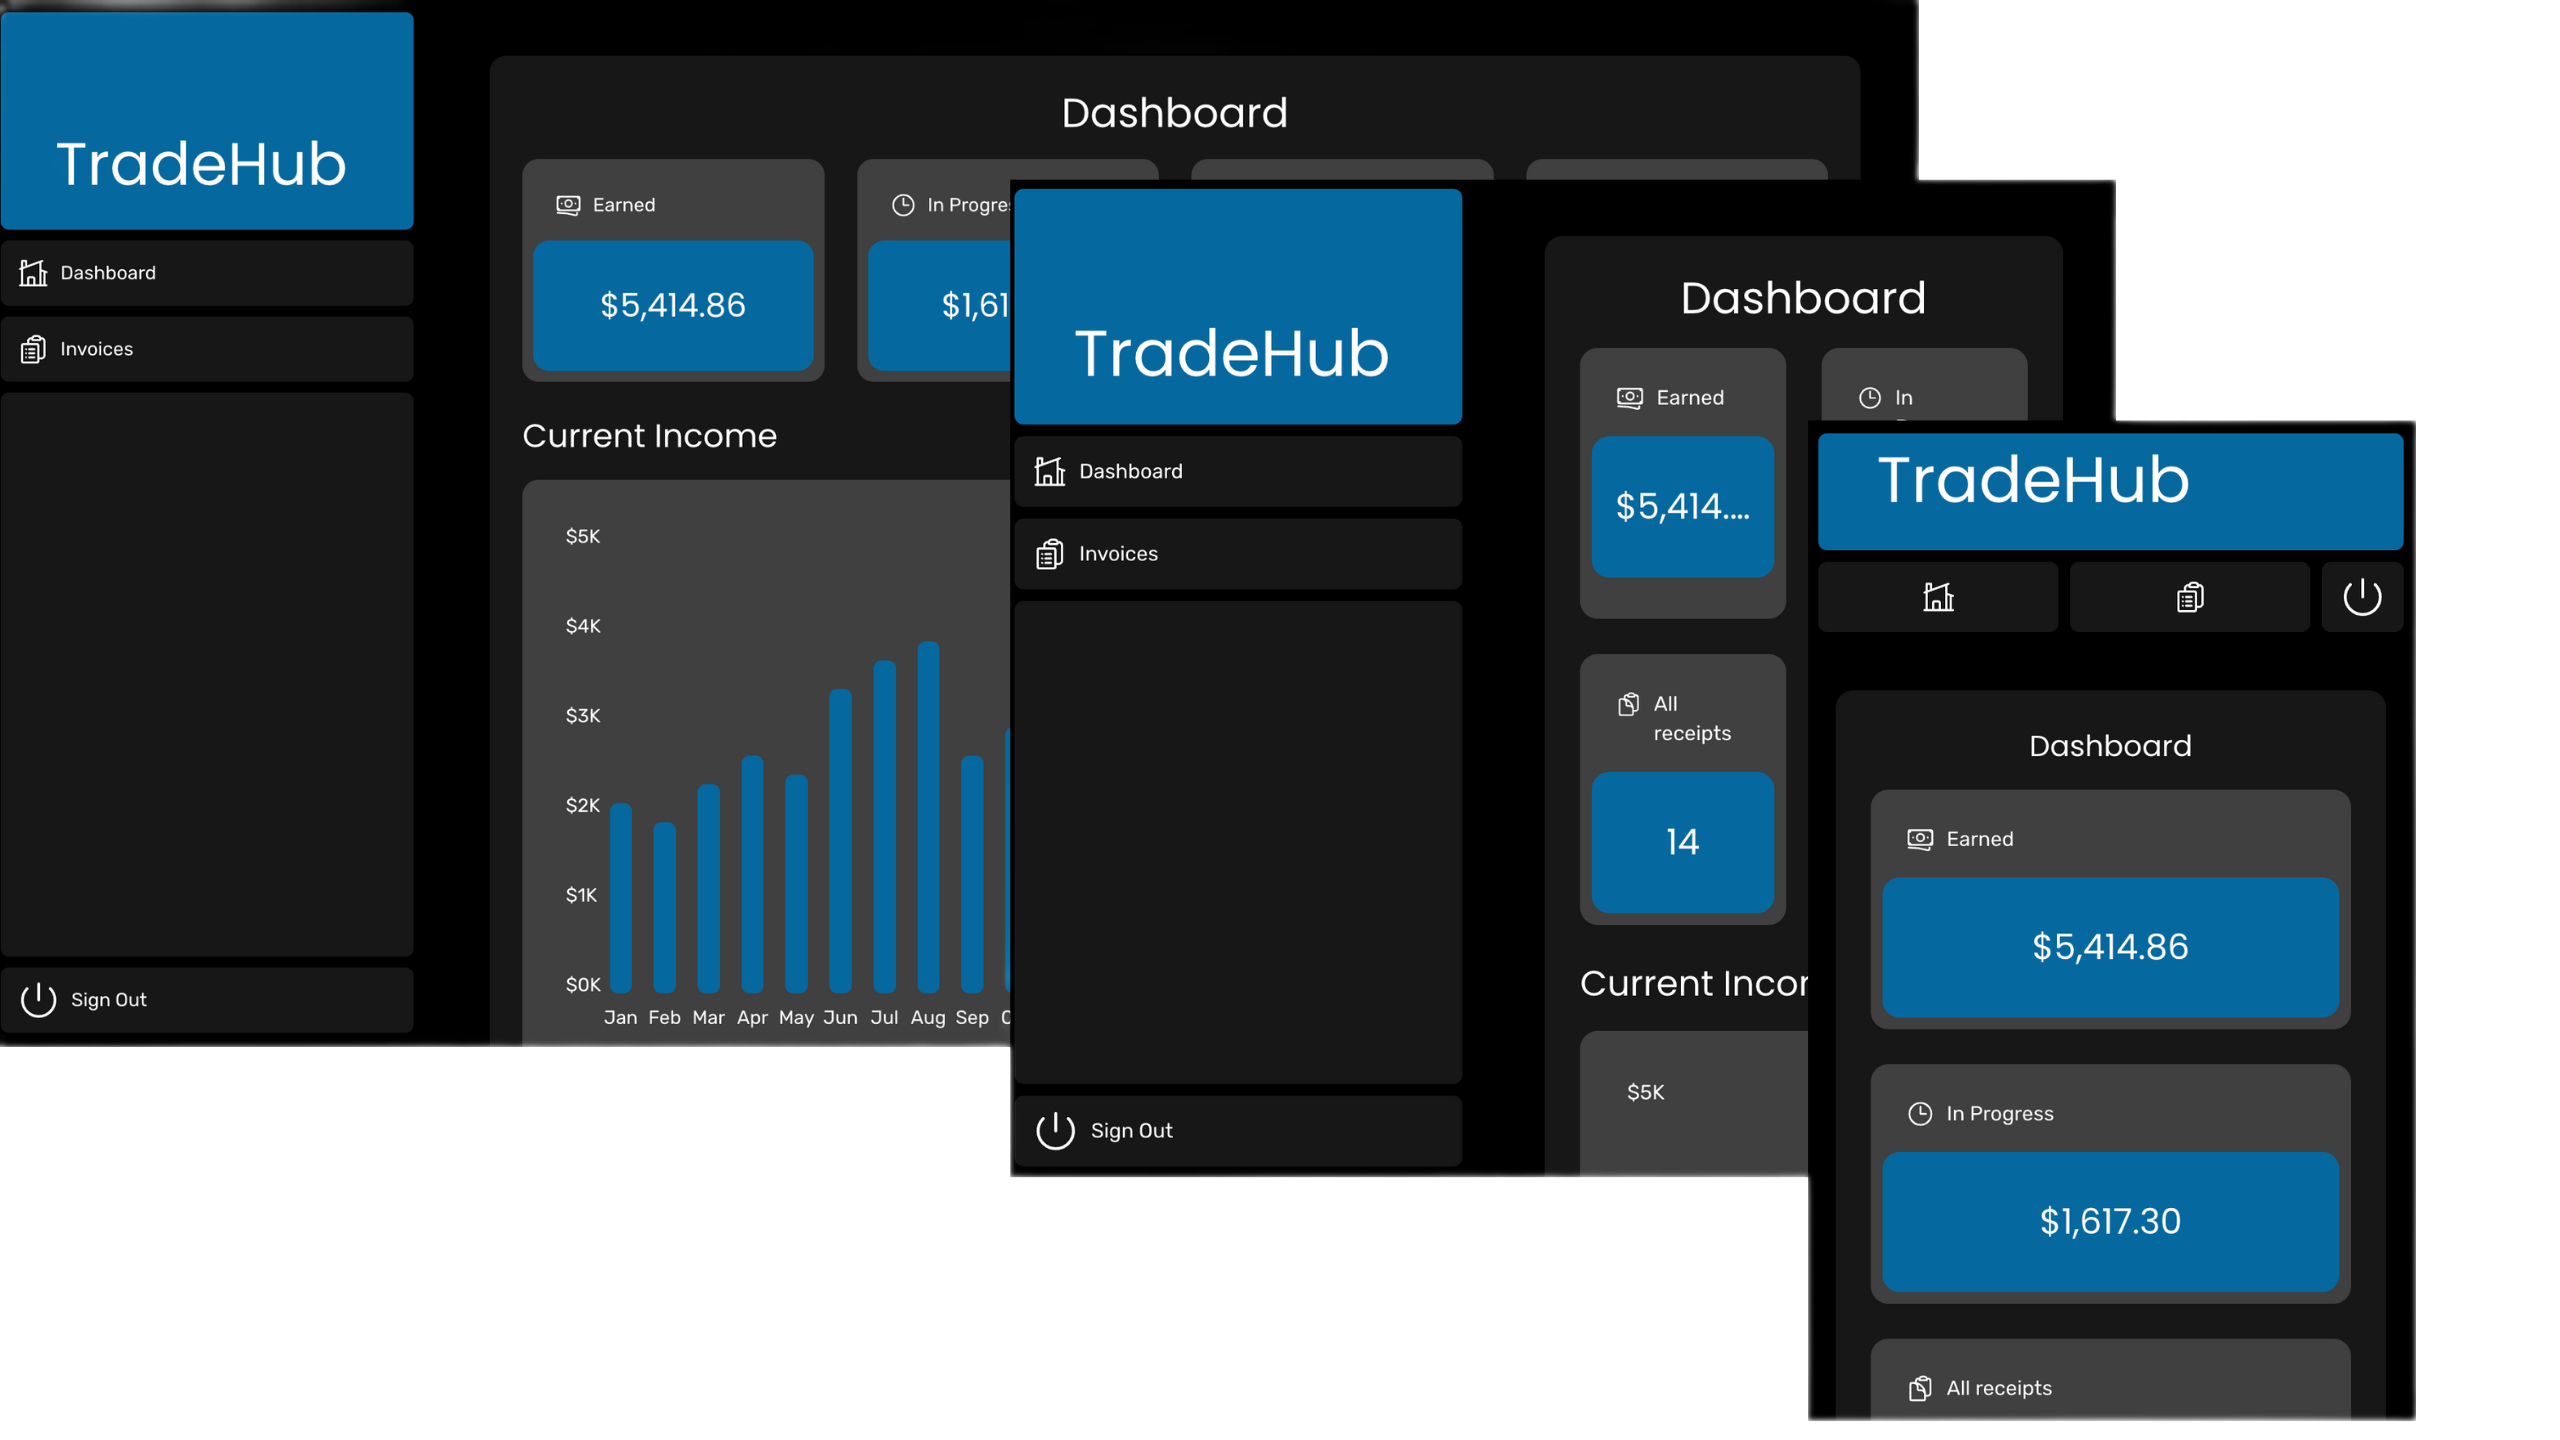 TradeHub
Dashboard
Invoices
Sign Out
Dashboard
Earned
$5,414.86
In Progres
$1,61
Current Income
$5K
$4K
$3K
$2K
$1K
$0K
Jan Feb Mar Apr May Jun Jul Aug Sep
TradeHub
Dashboard
Invoices
Sign Out
Dashboard
Earned
$5,414....
In
All
receipts
14
Current Incor
$5K
TradeHub
Dashboard
Earned
$5,414.86
In Progress
$1,617.30
All receipts